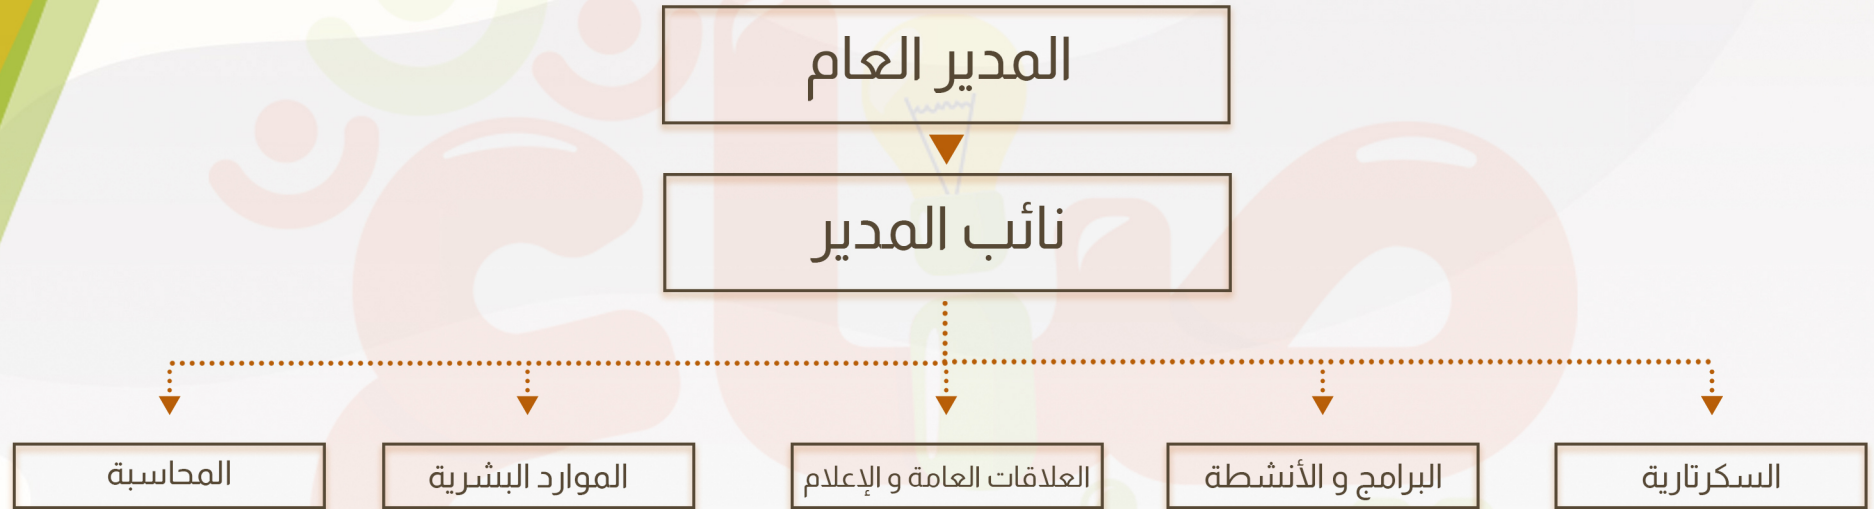 المدير العام
نائب المدير
السكرتارية
البرامج و الأنشطة
العلاقات العامة و الإعلام
الموارد البشرية
المحاسبة